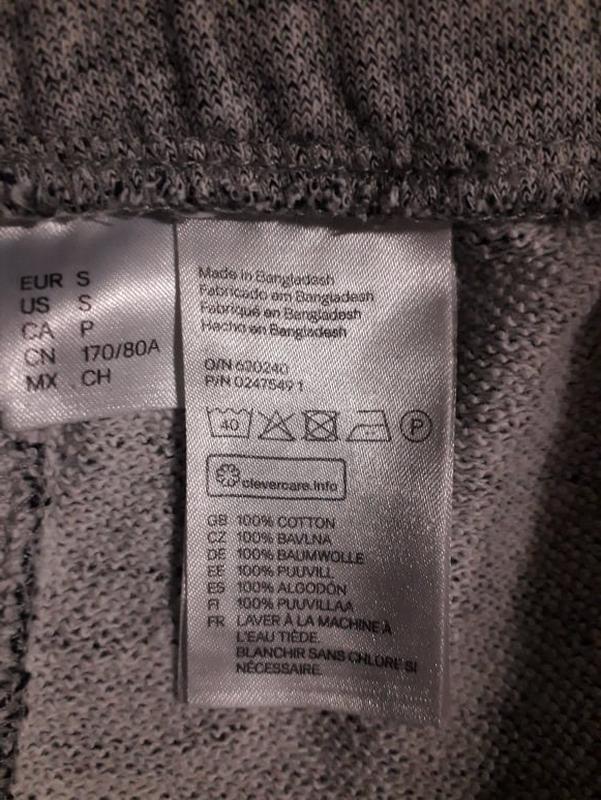 EUR S
US S
CA P
CN 170/80A
MX CH
Made in Bangladesh
Fabricado em Bangladesh
Fabriqué en Bangladesh
Hecho en Bangladesh
O/N 620240
P/N 02475491
40
P
clevercare.info
GB 100% COTTON
CZ 100% BAVLNA
DE 100% BAUMWOLLE
EE 100% PUUVILL
ES 100% ALGODÓN
FI 100% PUUVILLAA
FR LAVER À LA MACHINE À
L'EAU TIÈDE.
BLANCHIR SANS CHLORE SI
NÉCESSAIRE.